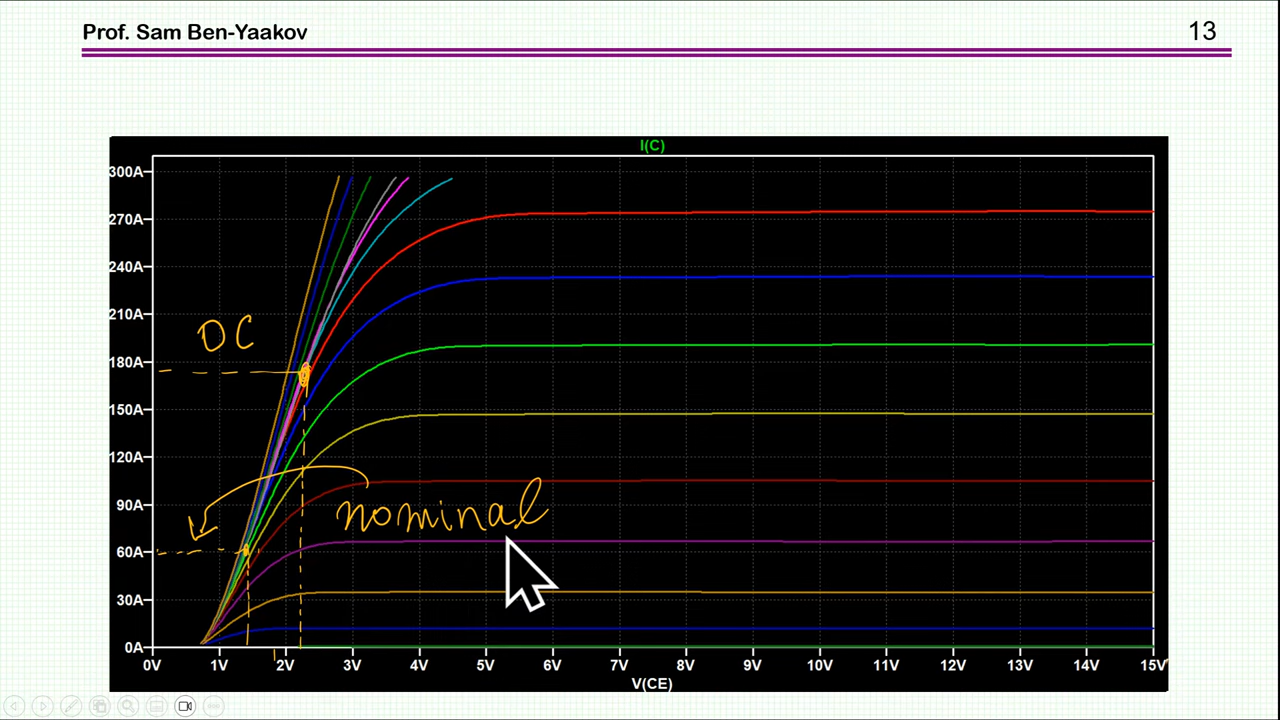 Prof. Sam Ben-Yaakov
13
I(C)
300A
270A
240A
210A
DC
180A
150A
120A
90A
nominal
60A
30A
0A
0V 1V 2V 3V 4V 5V 6V 7V 8V 9V 10V 11V 12V 13V 14V 15V
V(CE)